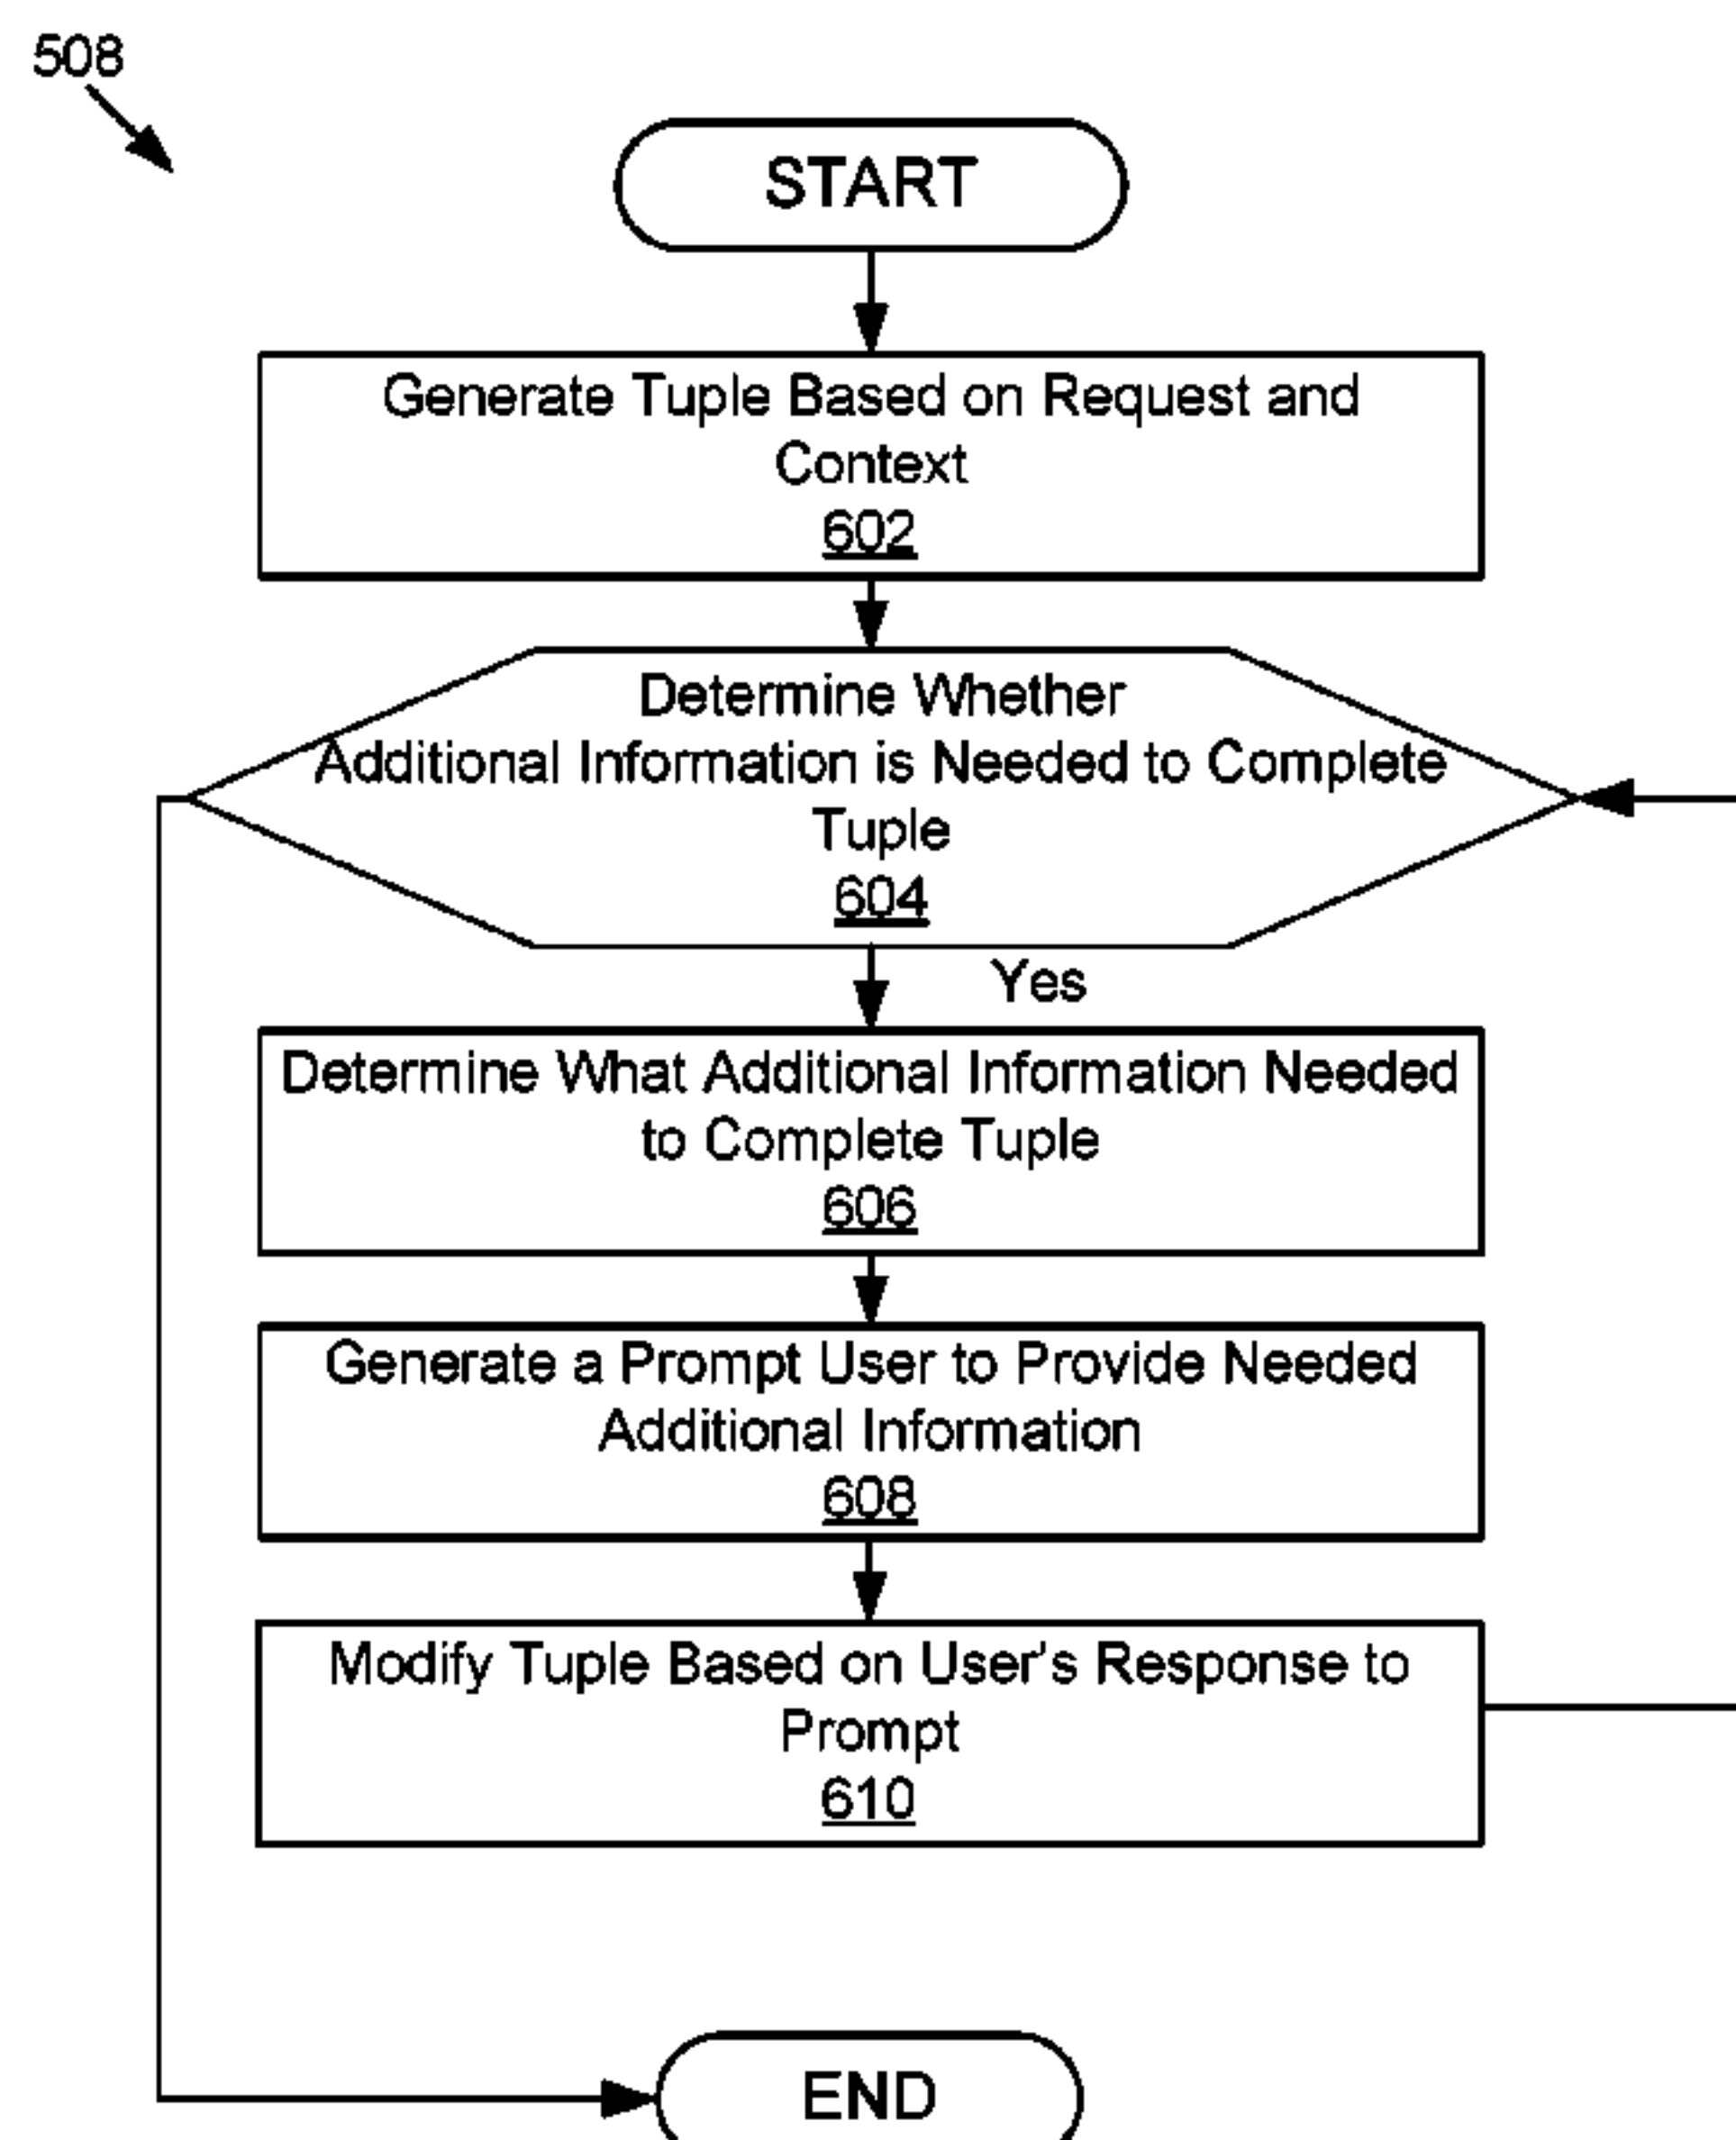 508
START
Generate Tuple Based on Request and
Context
602
Determine Whether
Additional Information is Needed to Complete
Tuple
604
Yes
Determine What Additional Information Needed
to Complete Tuple
606
Generate a Prompt User to Provide Needed
Additional Information
608
Modify Tuple Based on User's Response to
Prompt
610
END